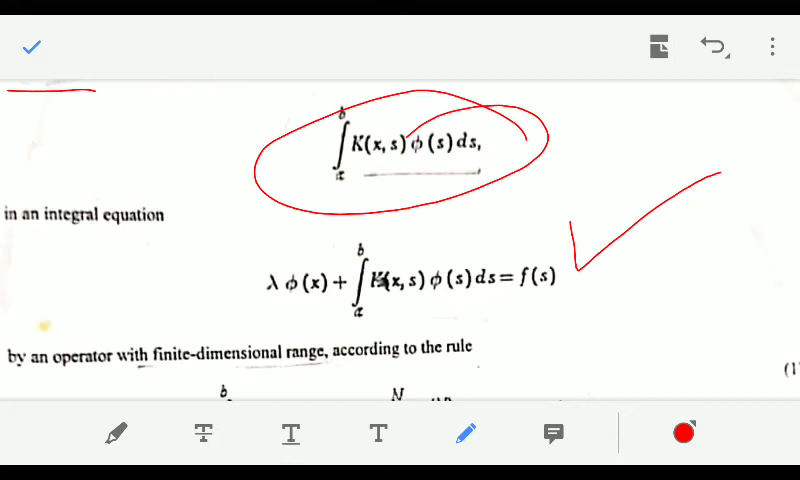 b
∫ K(x, s) ϕ (s) ds,
a
in an integral equation
b
λ ϕ (x) + ∫ K(x, s) ϕ (s) ds = f (s)
a
by an operator with finite-dimensional range, according to the rule
(1
b
N
T T T